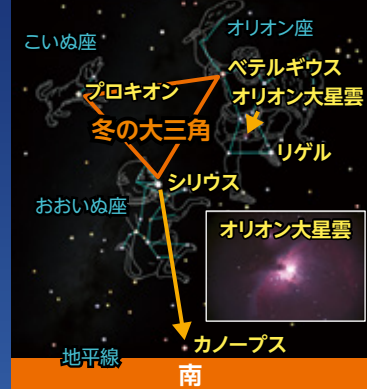 オリオン座
こいぬ座
ベテルギウス
プロキオン
オリオン大星雲
冬の大三角
リゲル
シリウス
おおいぬ座
オリオン大星雲
カノープス
地平線
南